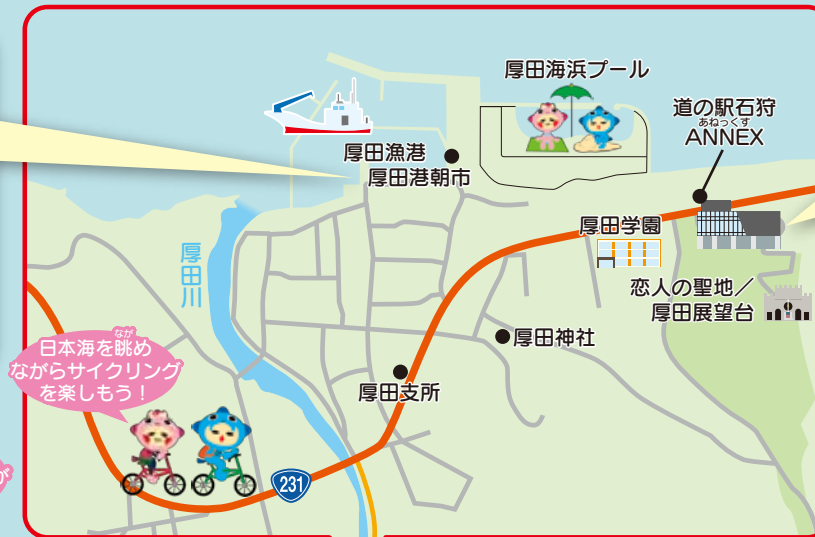 厚田海浜プール
道の駅石狩
あねっくす
ANNEX
厚田漁港
厚田港朝市
厚田学園
厚田川
恋人の聖地／
厚田展望台
なが
日本海を眺め
ながらサイクリング
を楽しもう！
厚田神社
厚田支所
231
が